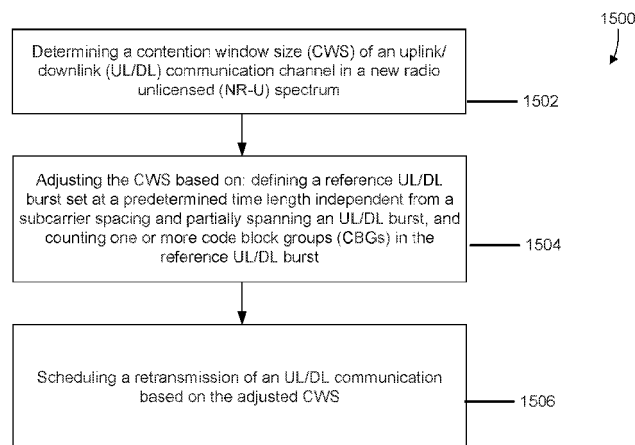 1500
Determining a contention window size (CWS) of an uplink/
downlink (UL/DL) communication channel in a new radio
unlicensed (NR-U) spectrum
1502
Adjusting the CWS based on: defining a reference UL/DL
burst set at a predetermined time length independent from a
subcarrier spacing and partially spanning an UL/DL burst, and
counting one or more code block groups (CBGs) in the
reference UL/DL burst
1504
Scheduling a retransmission of an UL/DL communication
based on the adjusted CWS
1506